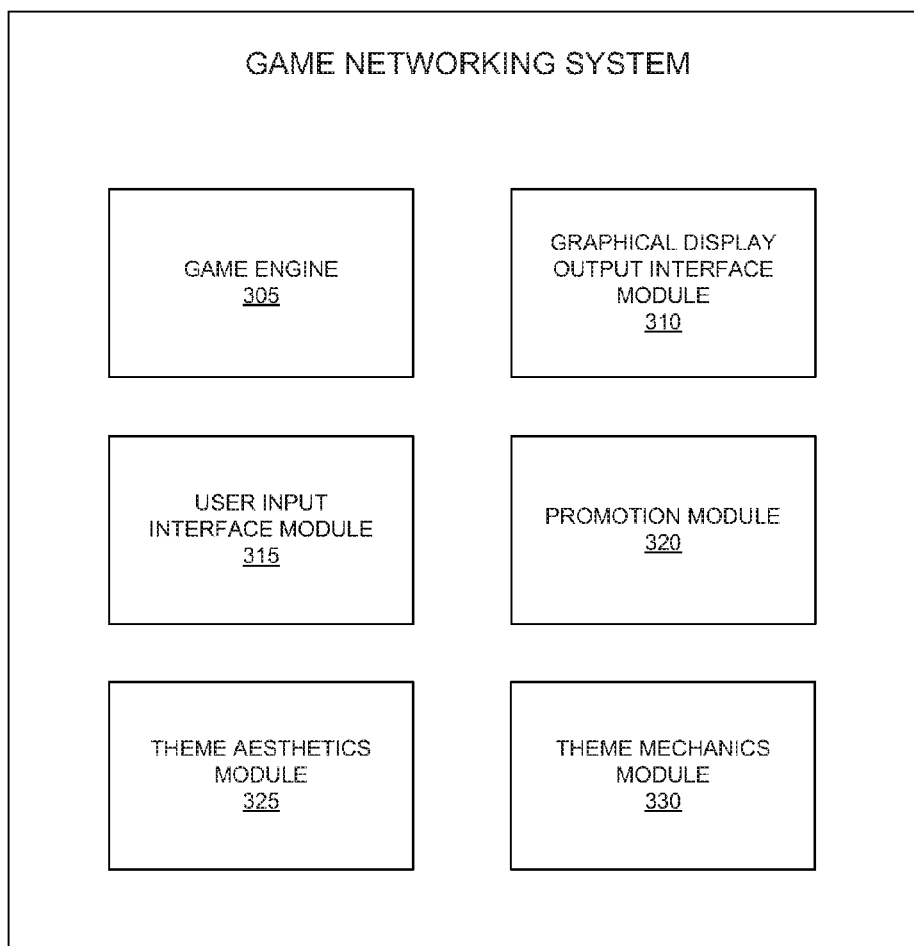 GAME NETWORKING SYSTEM
GAME ENGINE
305
GRAPHICAL DISPLAY
OUTPUT INTERFACE
MODULE
310
USER INPUT
INTERFACE MODULE
315
PROMOTION MODULE
320
THEME AESTHETICS
MODULE
325
THEME MECHANICS
MODULE
330